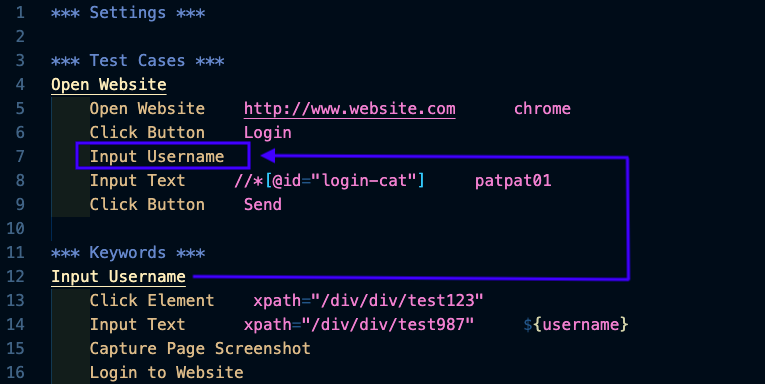 1 *** Settings ***
2
3 *** Test Cases ***
4 Open Website
5 Open Website http://www.website.com chrome
6 Click Button Login
7 Input Username
8 Input Text //*[@id="login-cat"] patpat01
9 Click Button Send
10
11 *** Keywords ***
12 Input Username
13 Click Element xpath="/div/div/test123"
14 Input Text xpath="/div/div/test987" ${username}
15 Capture Page Screenshot
16 Login to Website